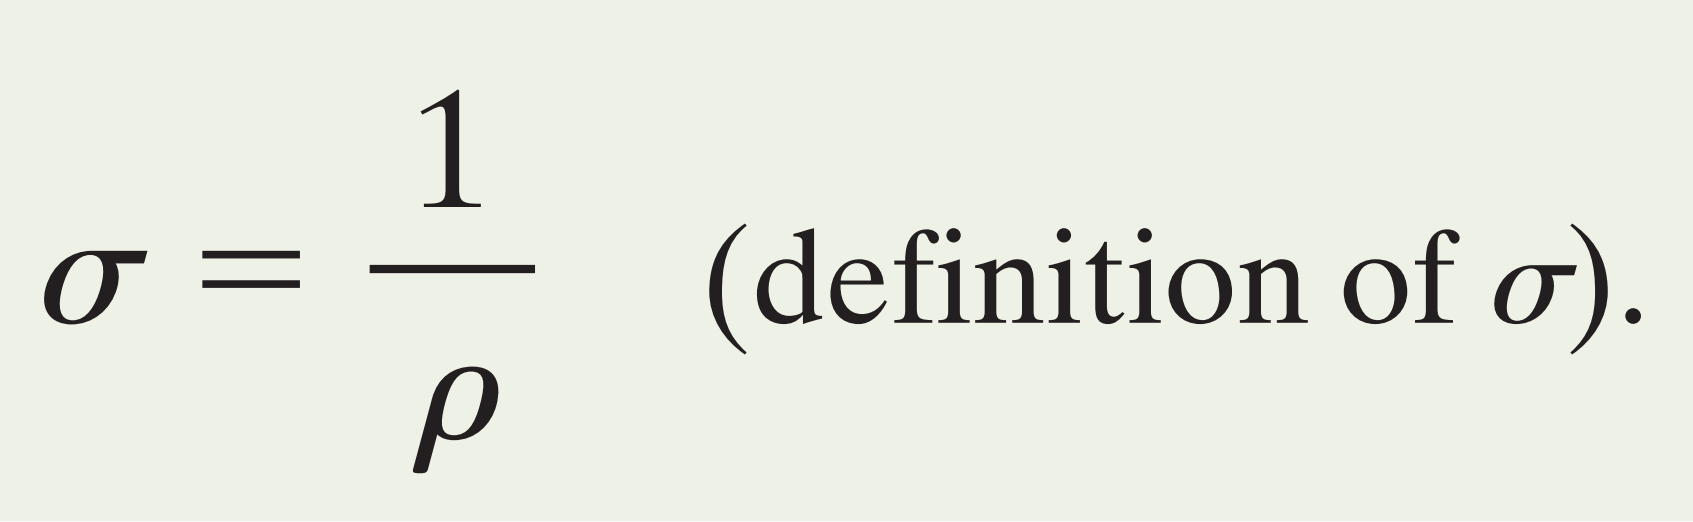 σ = 1/ρ (definition of σ).